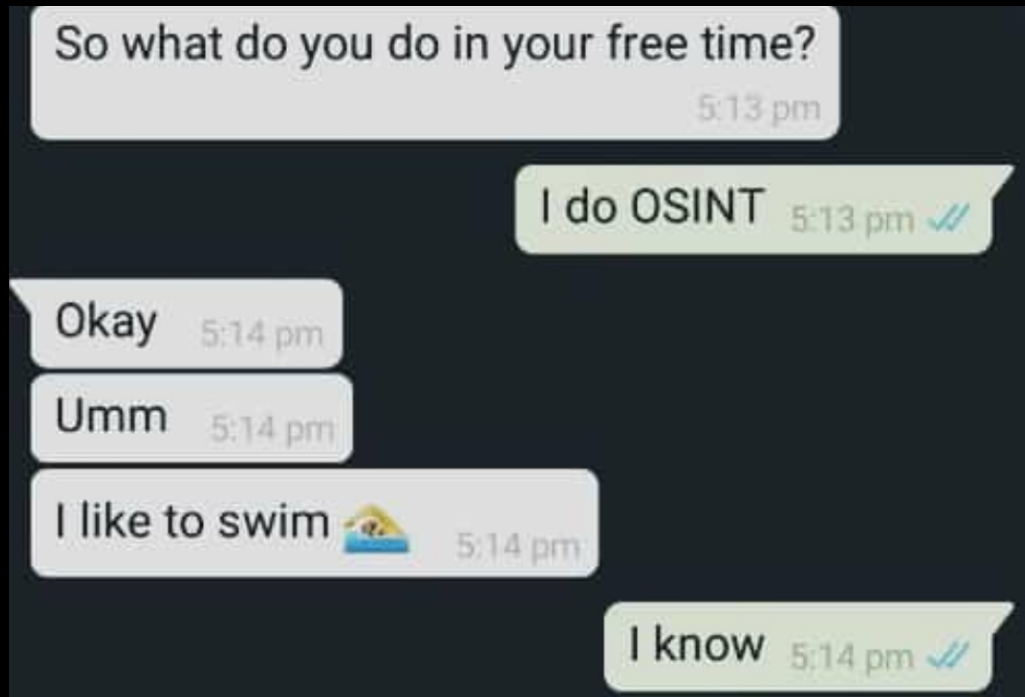 So what do you do in your free time?
5:13 pm
I do OSINT 5:13 pm
Okay 5:14 pm
Umm 5:14 pm
I like to swim 5:14 pm
I know 5:14 pm